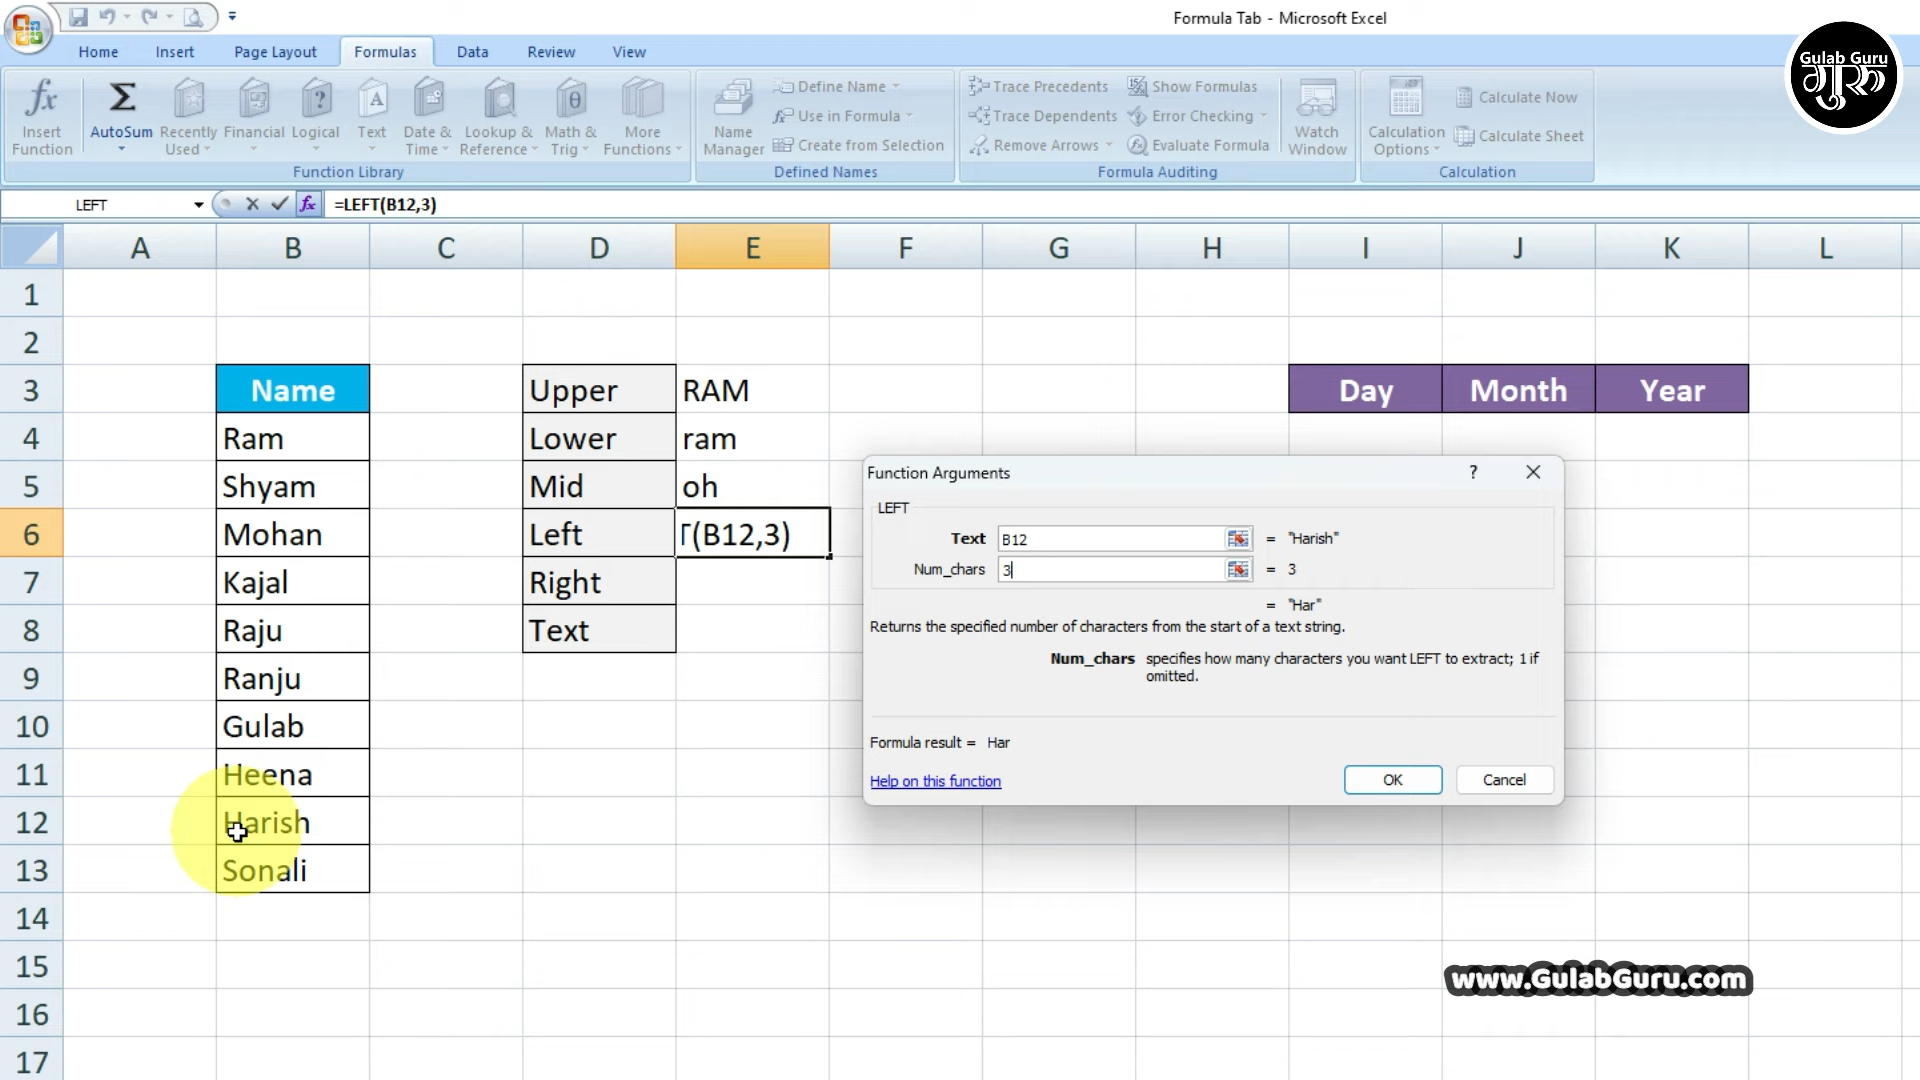 Formula Tab - Microsoft Excel
Gulab Guru
गुरु
Home Insert Page Layout Formulas Data Review View
fx Σ ? A θ
Insert Function
AutoSum
Recently Used
Financial
Logical
Text
Date & Time
Lookup & Reference
Math & Trig
More Functions
Function Library
Name Manager
Define Name
Use in Formula
Create from Selection
Defined Names
Trace Precedents
Trace Dependents
Remove Arrows
Show Formulas
Error Checking
Evaluate Formula
Watch Window
Formula Auditing
Calculation Options
Calculate Now
Calculate Sheet
Calculation
LEFT fx =LEFT(B12,3)
A B C D E F G H I J K L
1
2
3 Name Upper RAM Day Month Year
4 Ram Lower ram
5 Shyam Mid oh
6 Mohan Left T(B12,3)
7 Kajal Right
8 Raju Text
9 Ranju
10 Gulab
11 Heena
12 Harish
13 Sonali
14
15
16
17
Function Arguments ?
LEFT
Text B12 = "Harish"
Num_chars 3 = 3
= "Har"
Returns the specified number of characters from the start of a text string.
Num_chars specifies how many characters you want LEFT to extract; 1 if
omitted.
Formula result = Har
Help on this function OK Cancel
www.GulabGuru.com